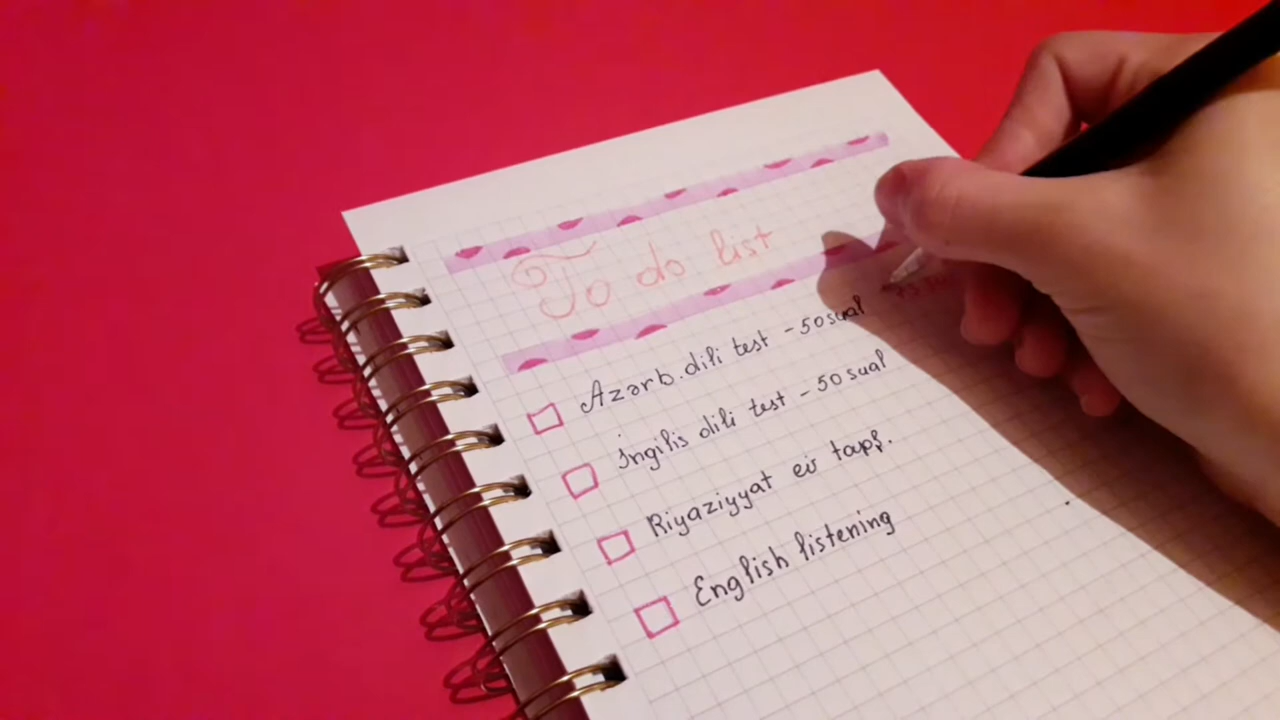 To do list
Azərb. dili test - 50 sual
İngilis dili test - 50 sual
Riyaziyyat ev tapş.
English listening